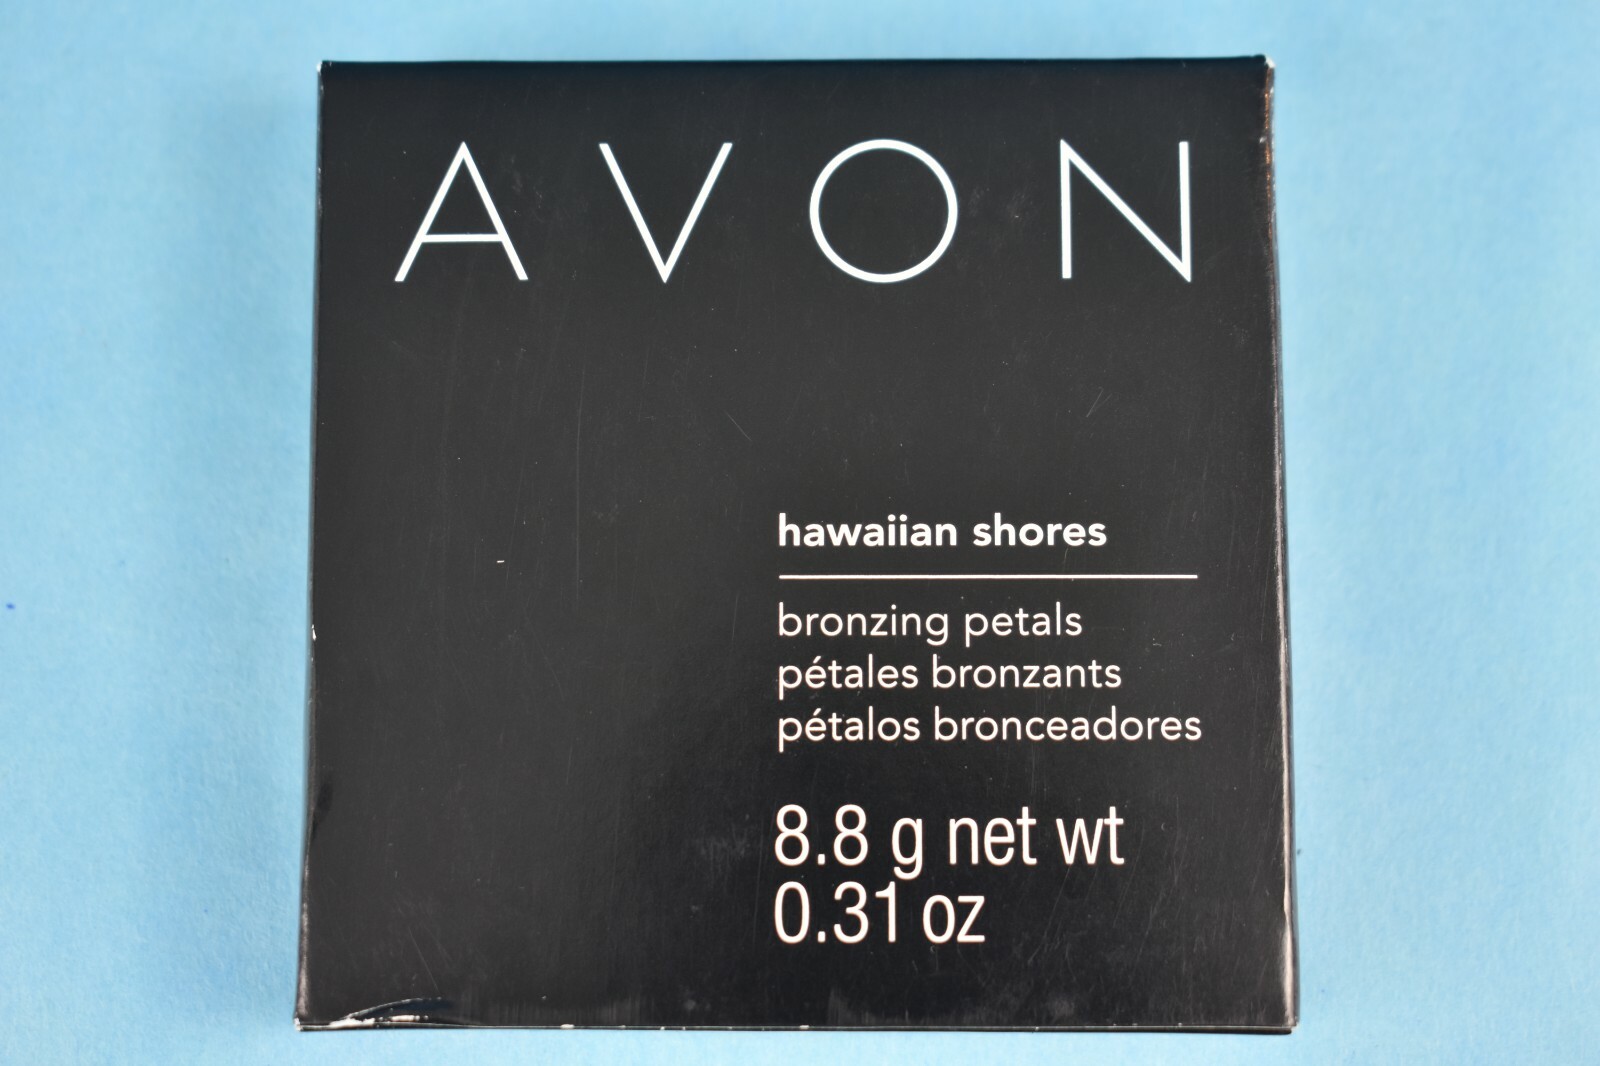 AVON
hawaiian shores
bronzing petals
pétales bronzants
pétalos bronceadores
8.8 g net wt
0.31 oz